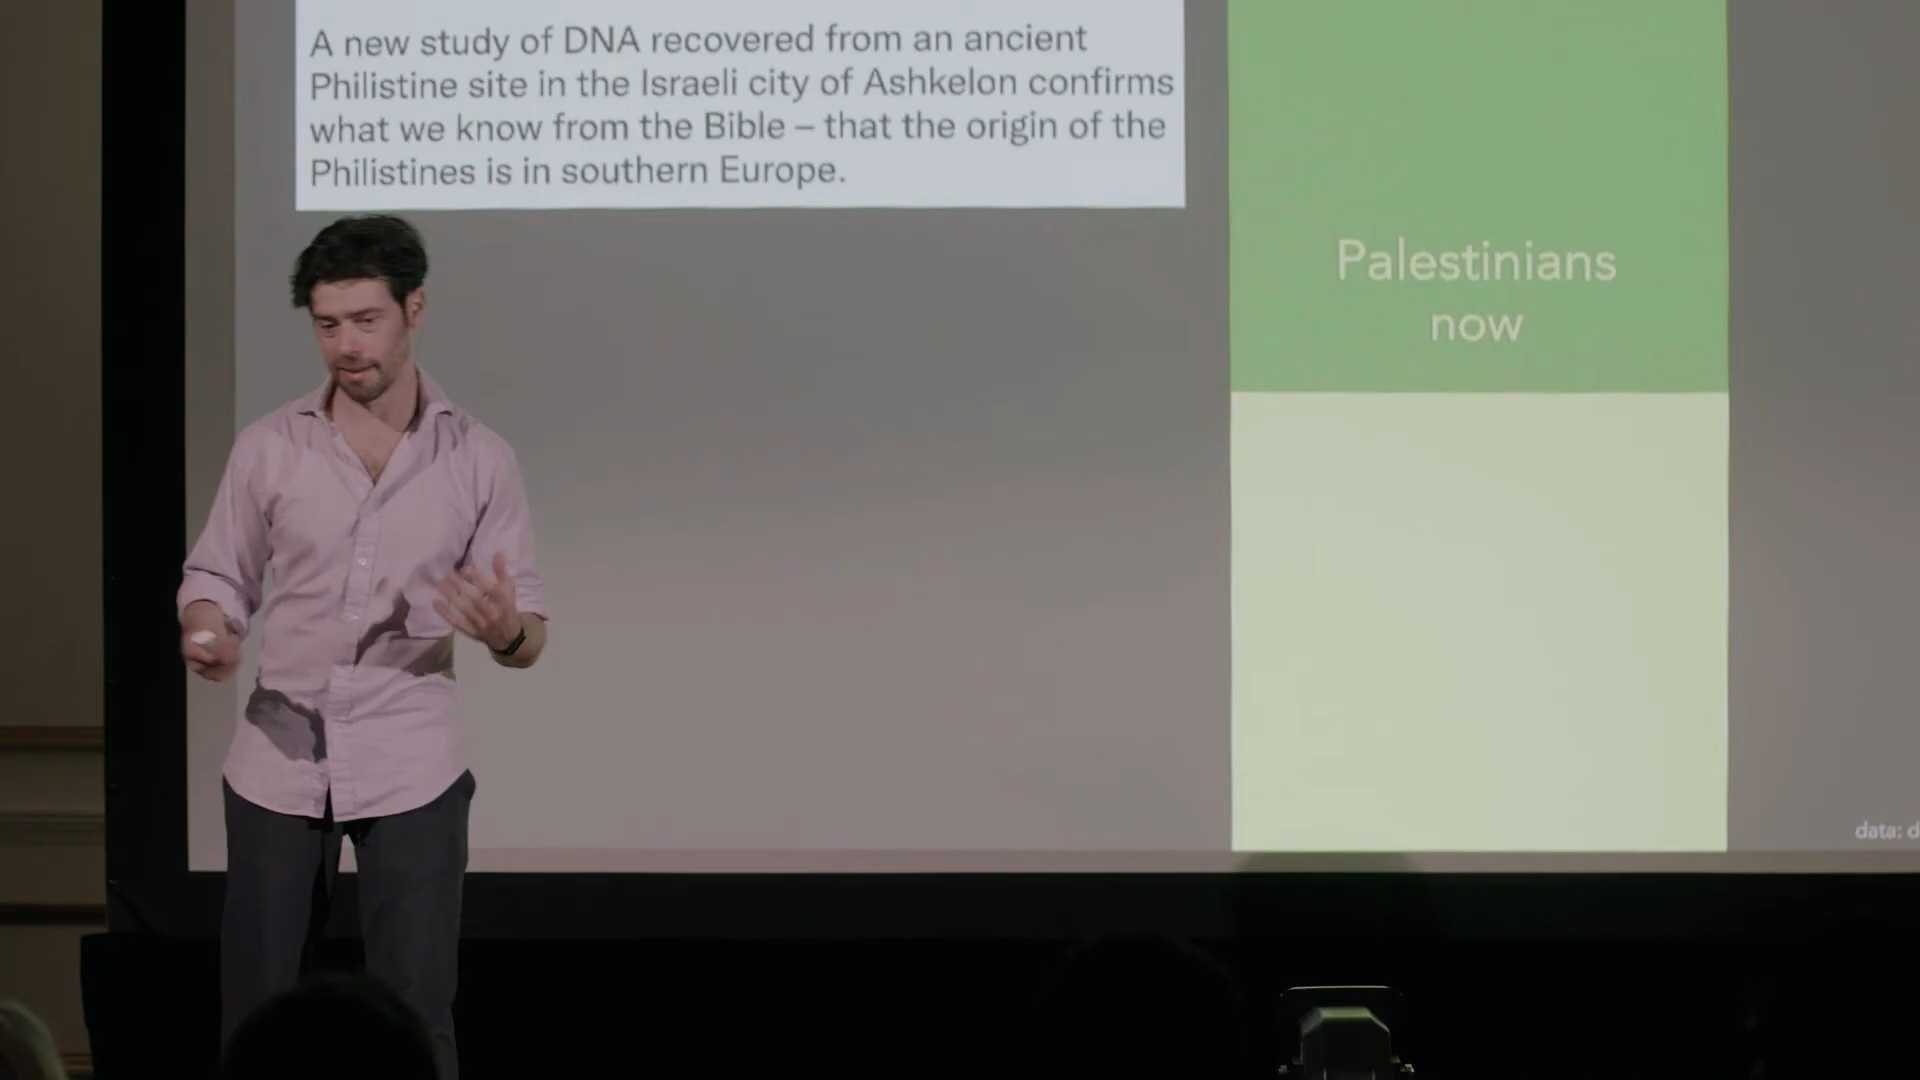 A new study of DNA recovered from an ancient
Philistine site in the Israeli city of Ashkelon confirms
what we know from the Bible – that the origin of the
Philistines is in southern Europe.
Palestinians
now
data: d